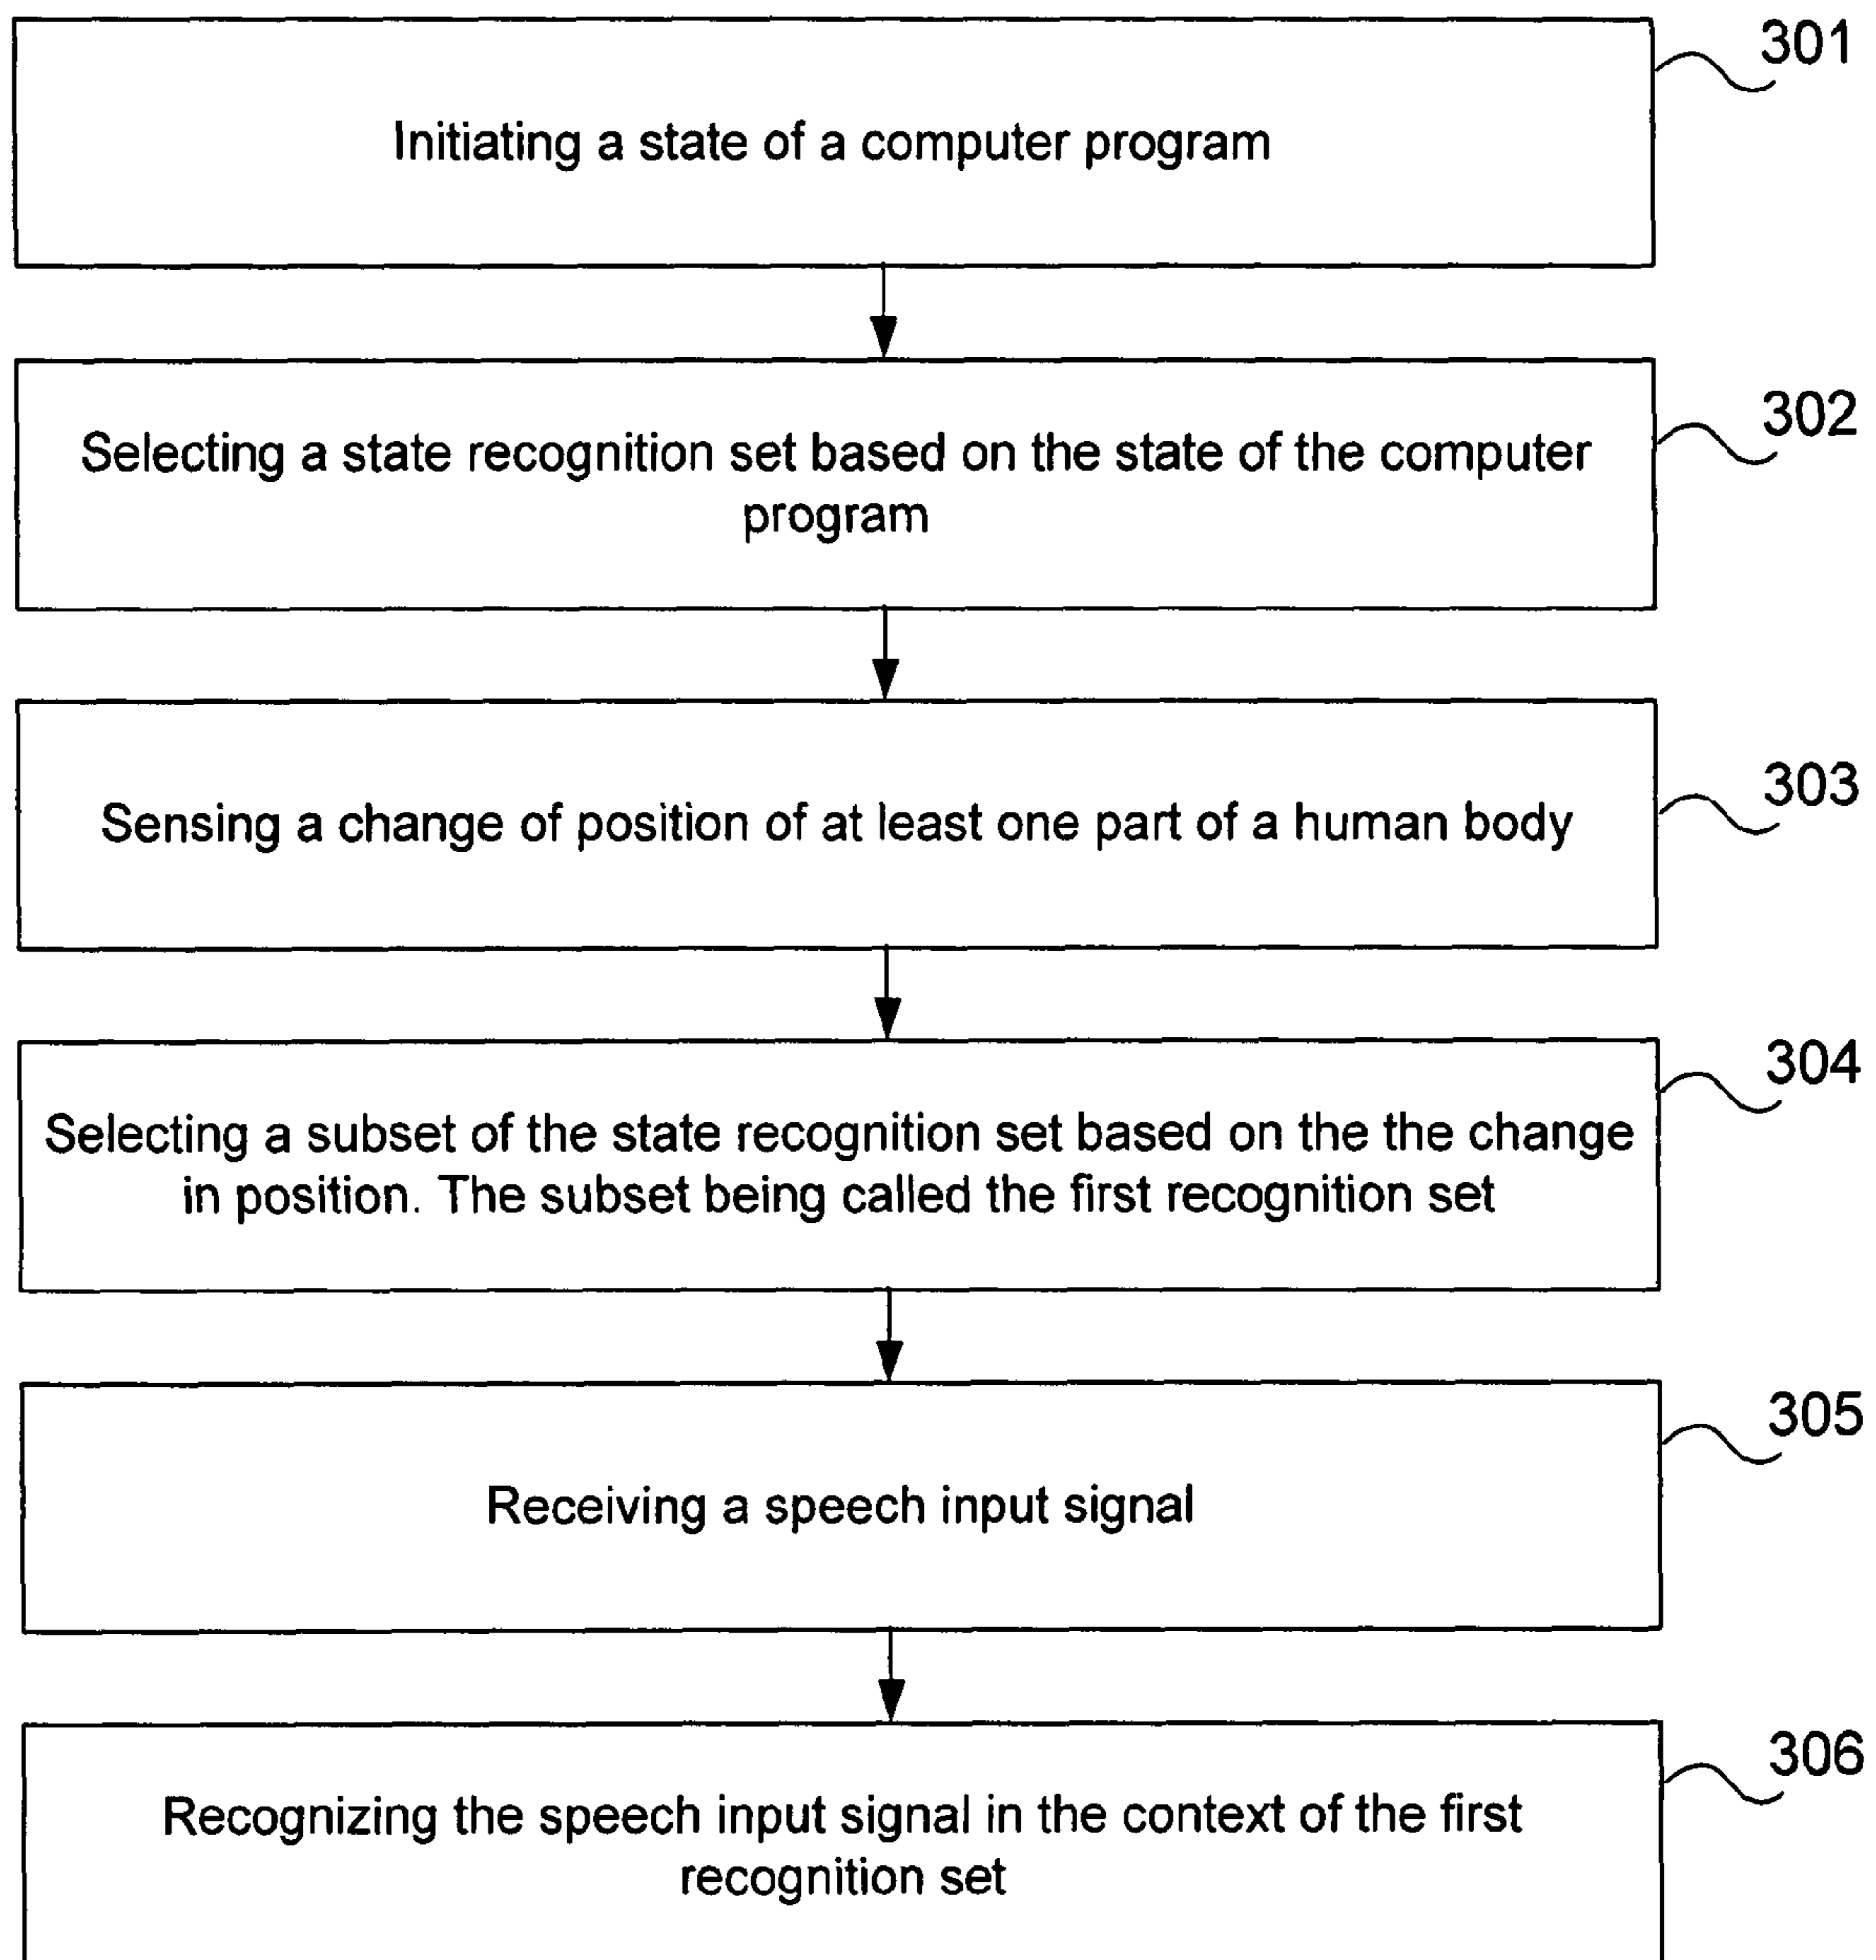 301
Initiating a state of a computer program
302
Selecting a state recognition set based on the state of the computer
program
303
Sensing a change of position of at least one part of a human body
304
Selecting a subset of the state recognition set based on the the change
in position. The subset being called the first recognition set
305
Receiving a speech input signal
306
Recognizing the speech input signal in the context of the first
recognition set